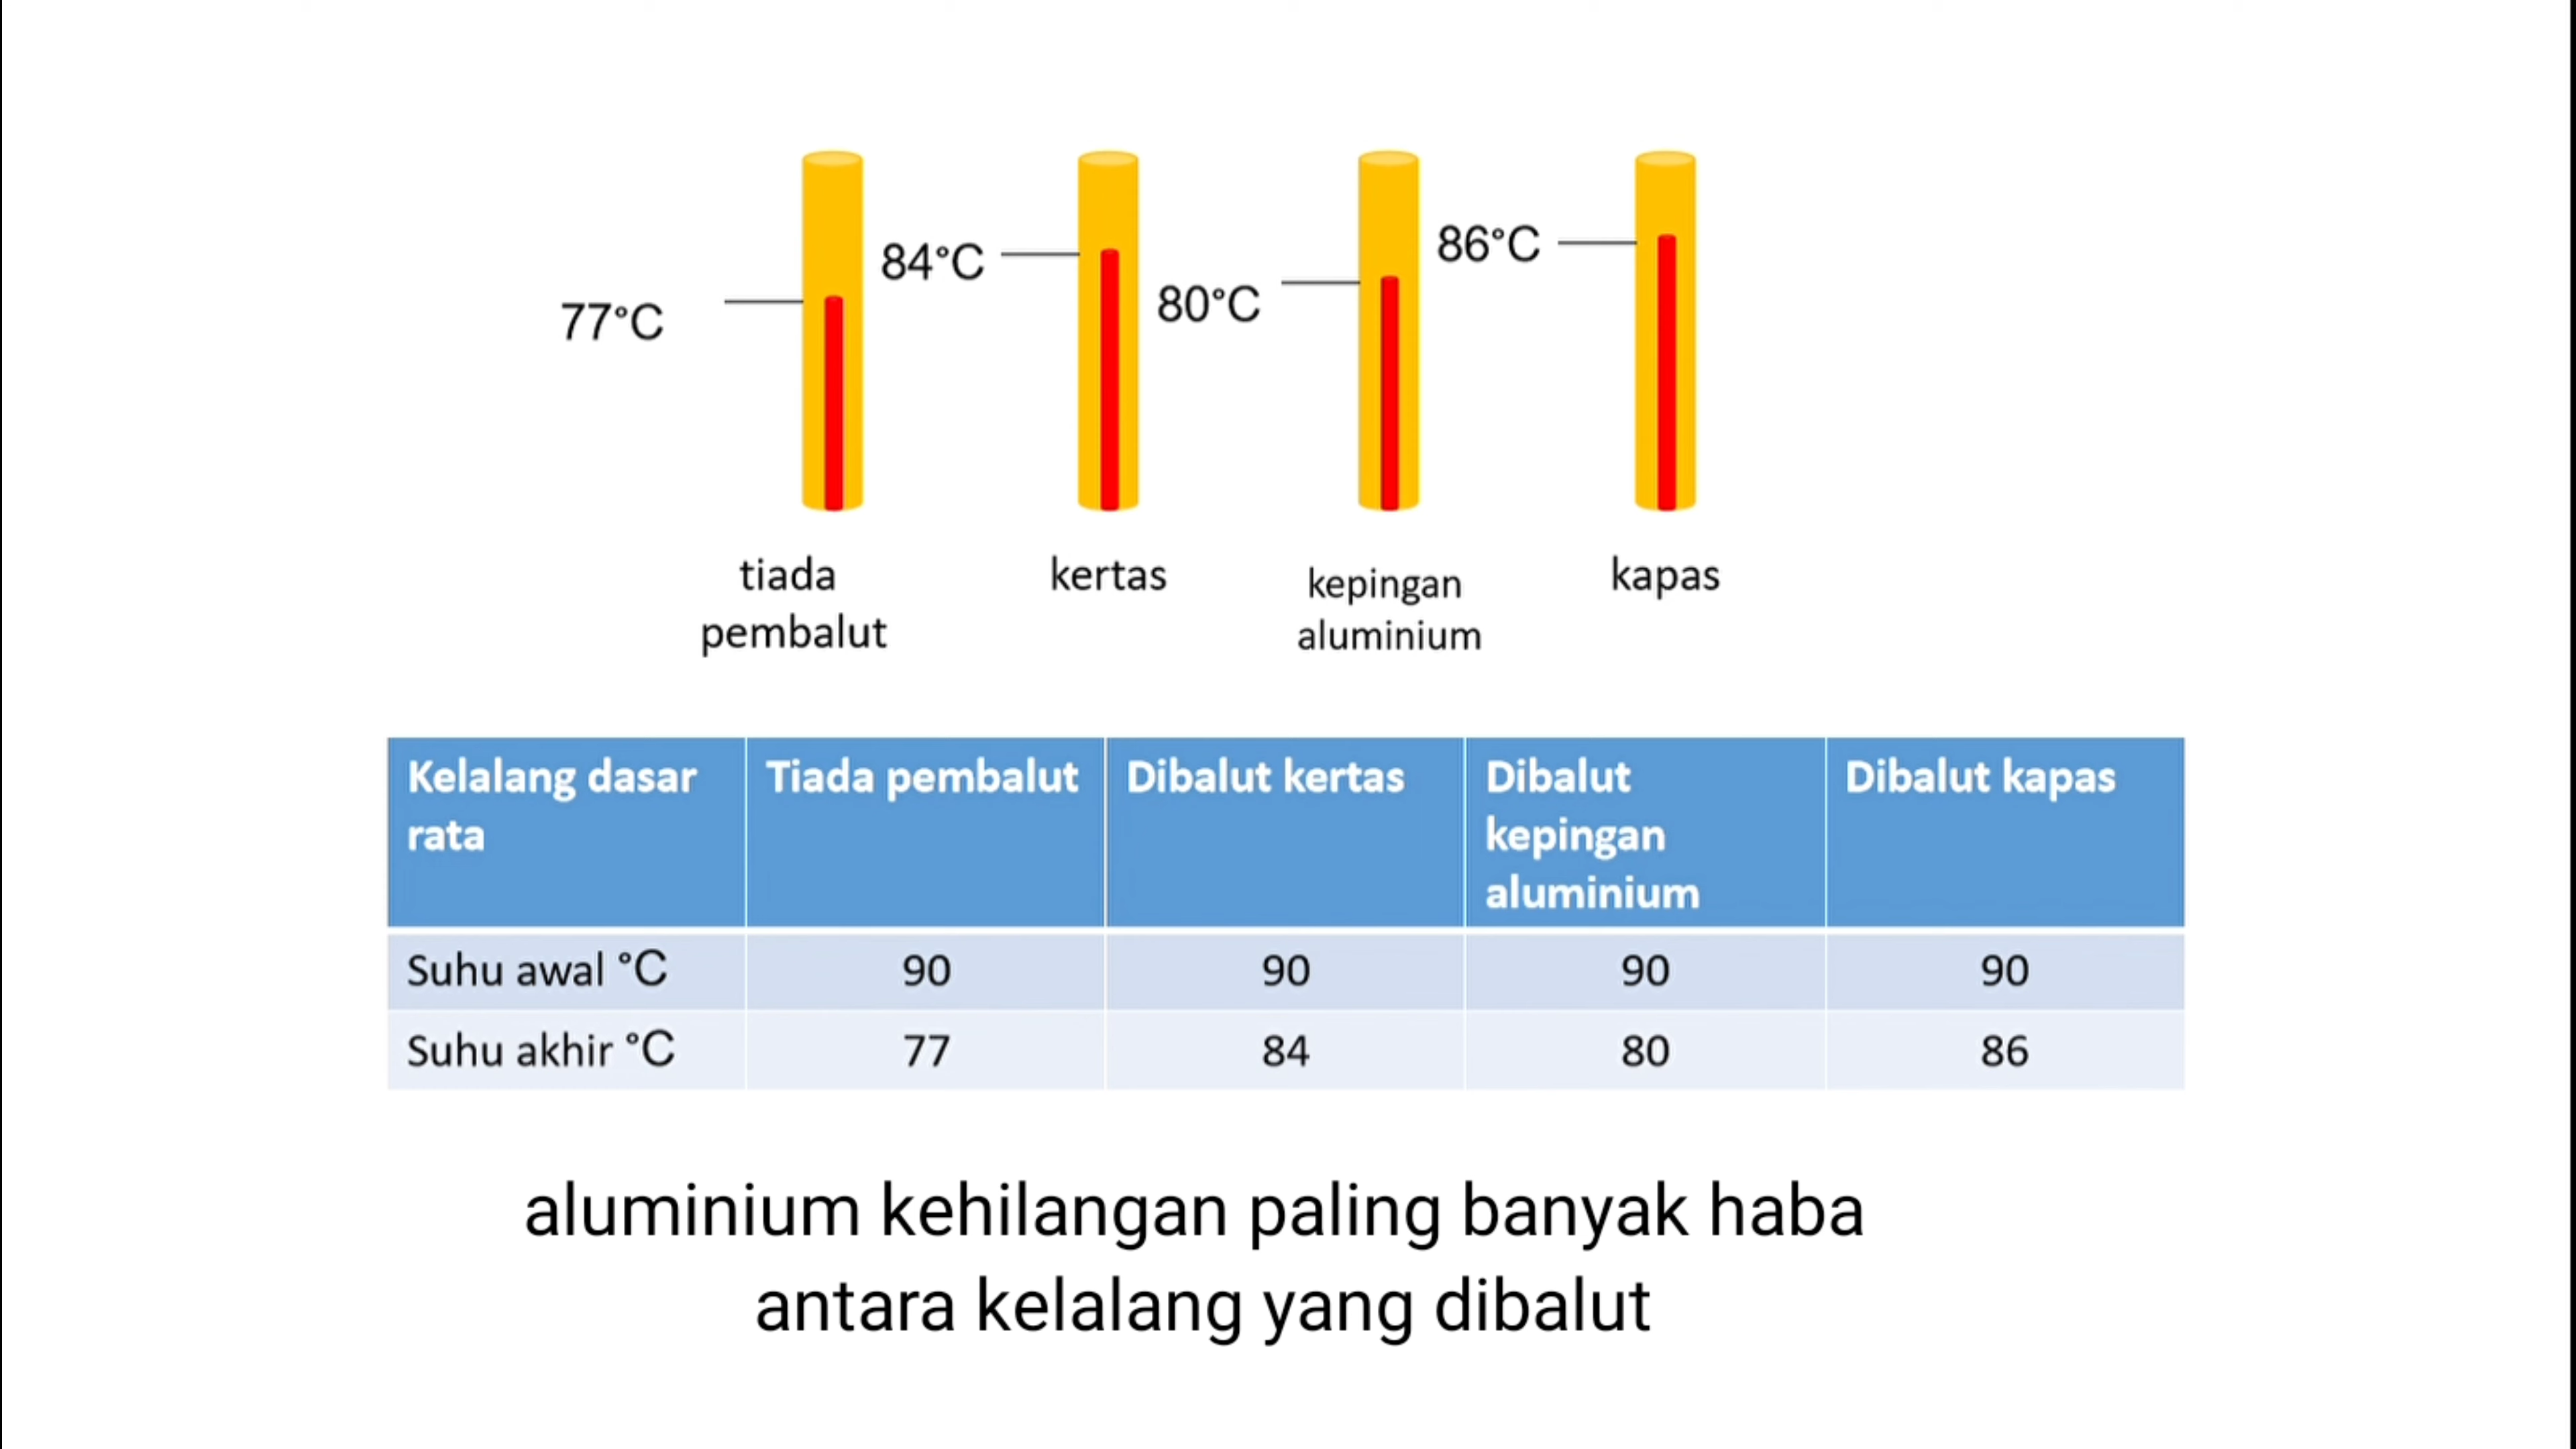 86°C
84°C
80°C
77°C
tiada
pembalut
kertas
kepingan
aluminium
kapas
Kelalang dasar
rata
Tiada pembalut
Dibalut kertas
Dibalut
kepingan
aluminium
Dibalut kapas
Suhu awal °C 90 90 90 90
Suhu akhir °C 77 84 80 86
aluminium kehilangan paling banyak haba
antara kelalang yang dibalut